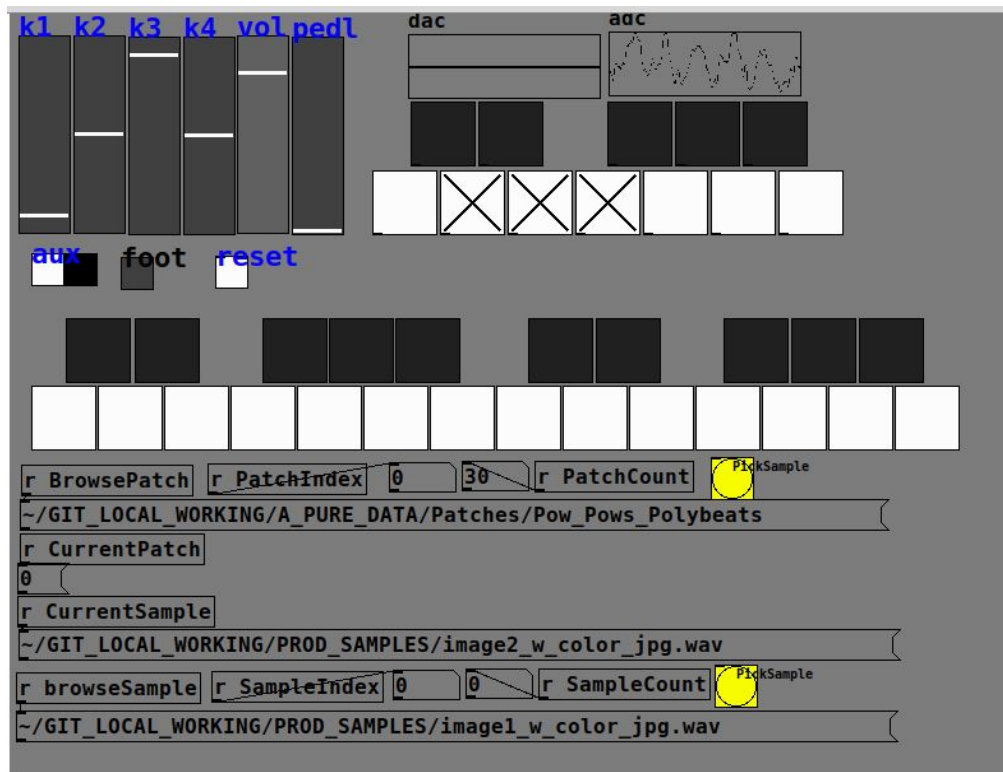 k1 k2 k3 k4 vol pedl dac adc
aux foot reset
r BrowsePatch r PatchIndex 0 30 r PatchCount PickSample
~/GIT_LOCAL_WORKING/A_PURE_DATA/Patches/Pow_Pows_Polybeats
r CurrentPatch
0
r CurrentSample
~/GIT_LOCAL_WORKING/PROD_SAMPLES/image2_w_color_jpg.wav
r browseSample r SampleIndex 0 0 r SampleCount PickSample
~/GIT_LOCAL_WORKING/PROD_SAMPLES/image1_w_color_jpg.wav